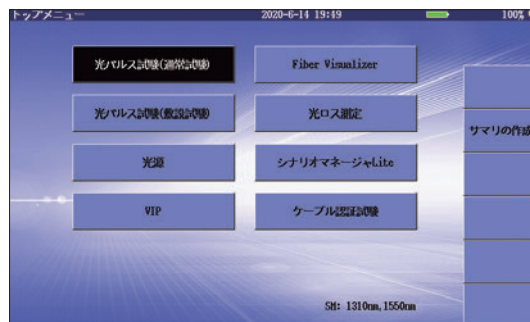 トップメニュー 2020-6-14 19:49 100%
光パルス試験(通常試験) Fiber Visualizer
光パルス試験(敷設試験) 光ロス測定
サマリの作成
光源 シナリオマネージャLite
VIP ケーブル認証試験
SM: 1310nm,1550nm